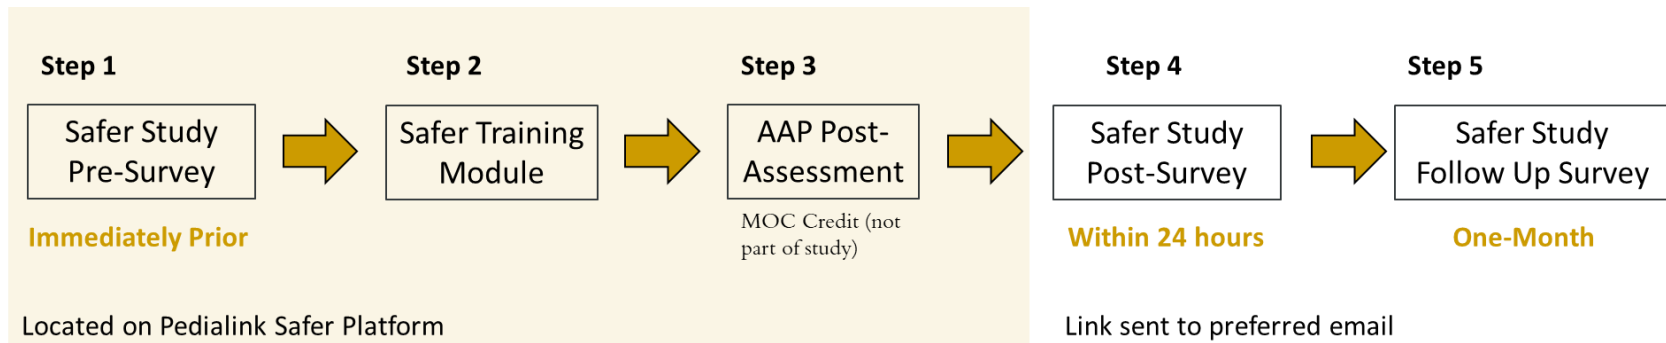 Step 1
Step 2
Step 3
Step 4
Step 5
Safer Study
Pre-Survey
Safer Training
Module
AAP Post-
Assessment
Safer Study
Post-Survey
Safer Study
Follow Up Survey
Immediately Prior
MOC Credit (not
part of study)
Within 24 hours
One-Month
Located on Pedialink Safer Platform
Link sent to preferred email